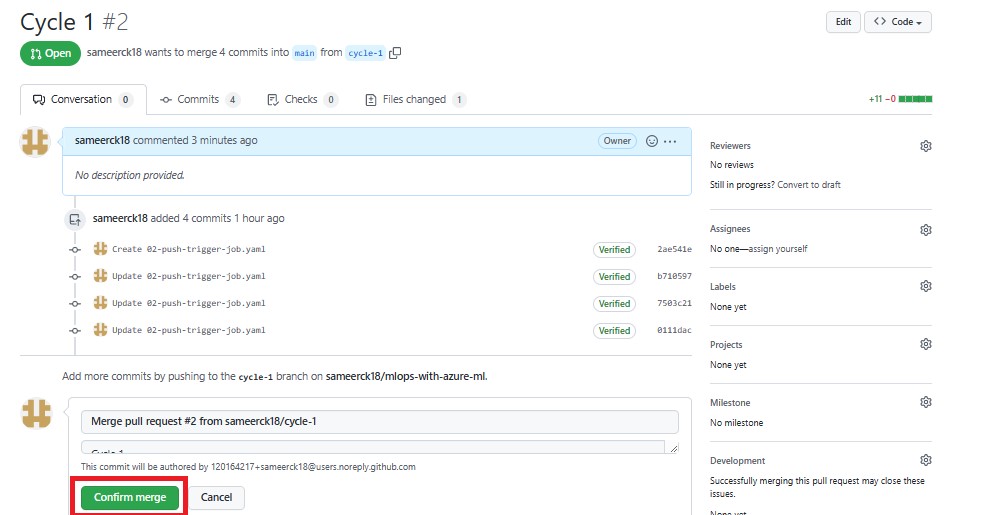 Cycle 1 #2
Edit
<> Code
Open
sameerck18 wants to merge 4 commits into main from cycle-1
Conversation 0
Commits 4
Checks 0
Files changed 1
+11 −0
sameerck18 commented 3 minutes ago
Owner
No description provided.
sameerck18 added 4 commits 1 hour ago
Create 02-push-trigger-job.yaml Verified 2ae541e
Update 02-push-trigger-job.yaml Verified b710597
Update 02-push-trigger-job.yaml Verified 7503c21
Update 02-push-trigger-job.yaml Verified 0111dac
Add more commits by pushing to the cycle-1 branch on sameerck18/mlops-with-azure-ml.
Merge pull request #2 from sameerck18/cycle-1
Cycle 1
This commit will be authored by 120164217+sameerck18@users.noreply.github.com
Confirm merge
Cancel
Reviewers
No reviews
Still in progress? Convert to draft
Assignees
No one—assign yourself
Labels
None yet
Projects
None yet
Milestone
No milestone
Development
Successfully merging this pull request may close these
issues.
None yet